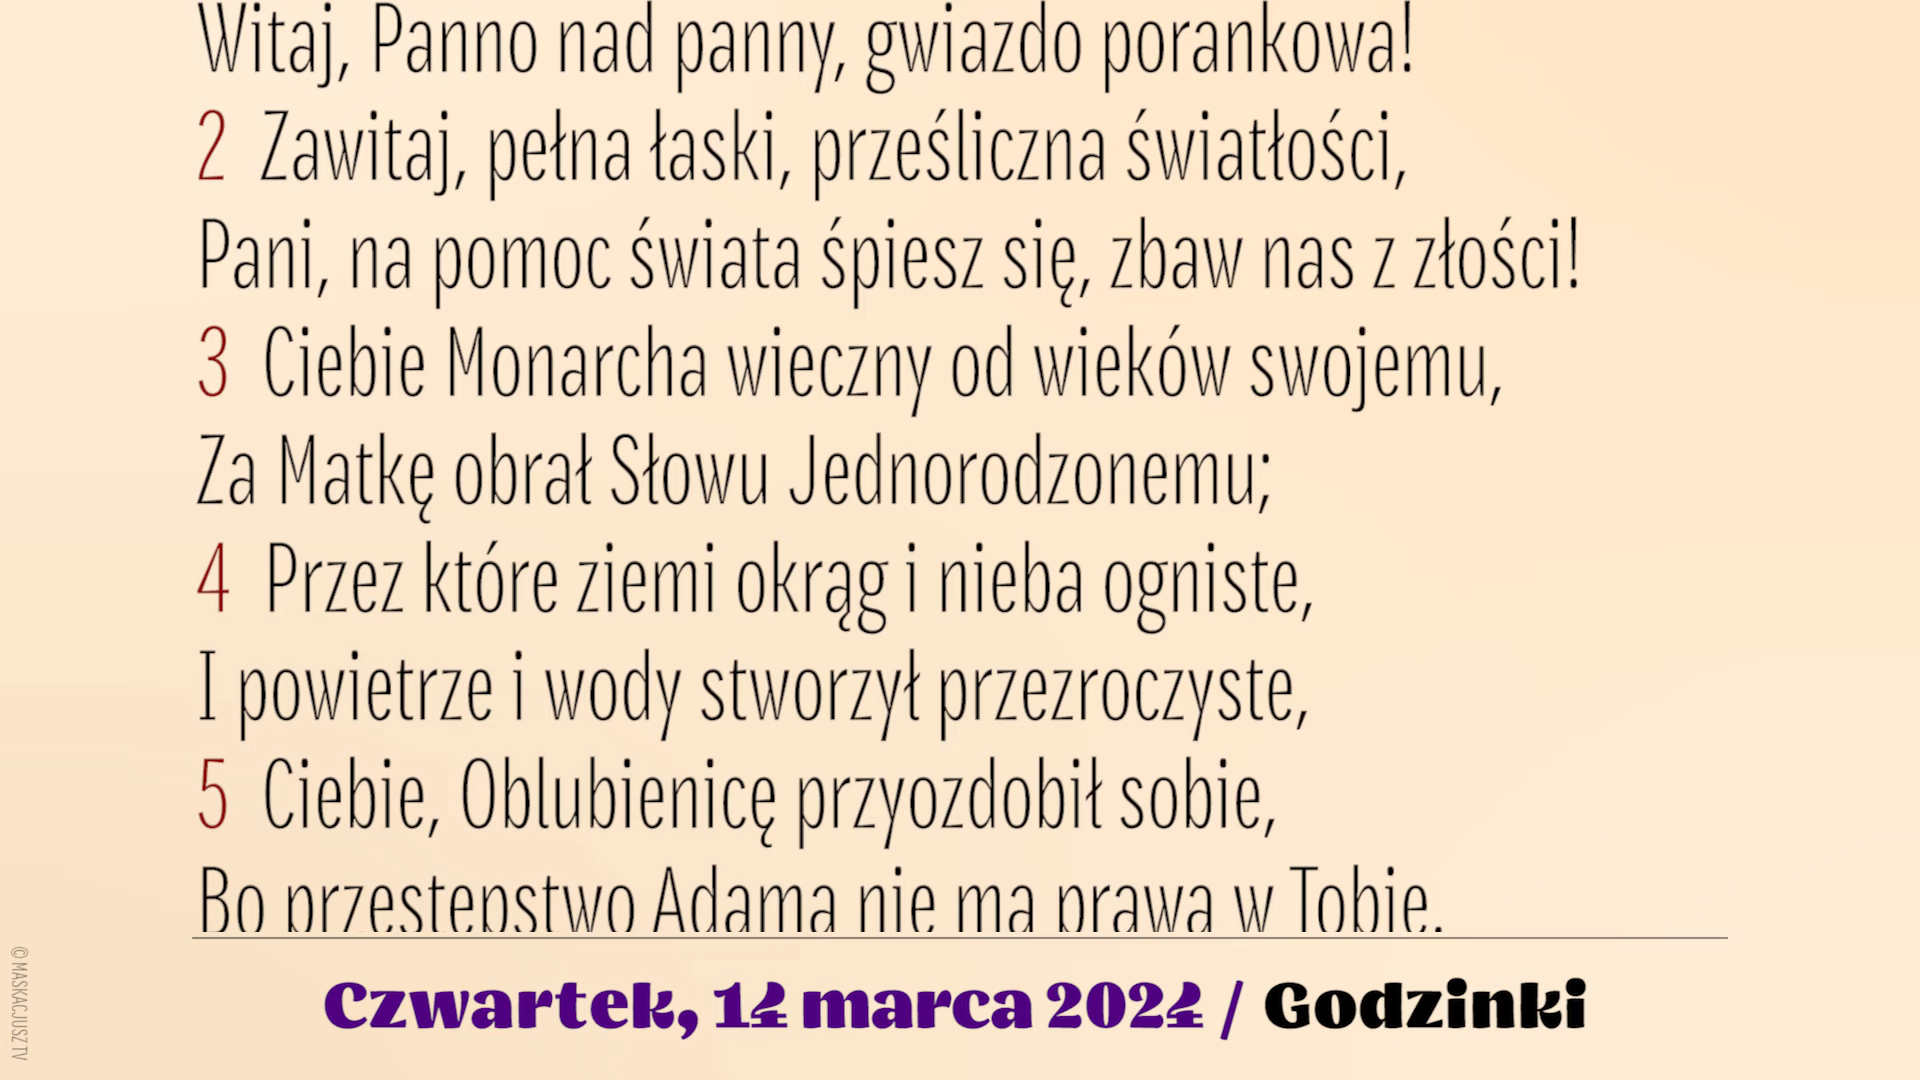 Witaj, Panno nad panny, gwiazdo porankowa!
2 Zawitaj, pełna łaski, prześliczna światłości,
Pani, na pomoc świata śpiesz się, zbaw nas z złości!
3 Ciebie Monarcha wieczny od wieków swojemu,
Za Matkę obrał Słowu Jednorodzonemu;
4 Przez które ziemi okrąg i nieba ogniste,
I powietrze i wody stworzył przezroczyste,
5 Ciebie, Oblubienicę przyozdobił sobie,
Bo przestępstwo Adama nie ma prawa w Tobie.
Czwartek, 14 marca 2024 / Godzinki
© MASKACJUSZ TV